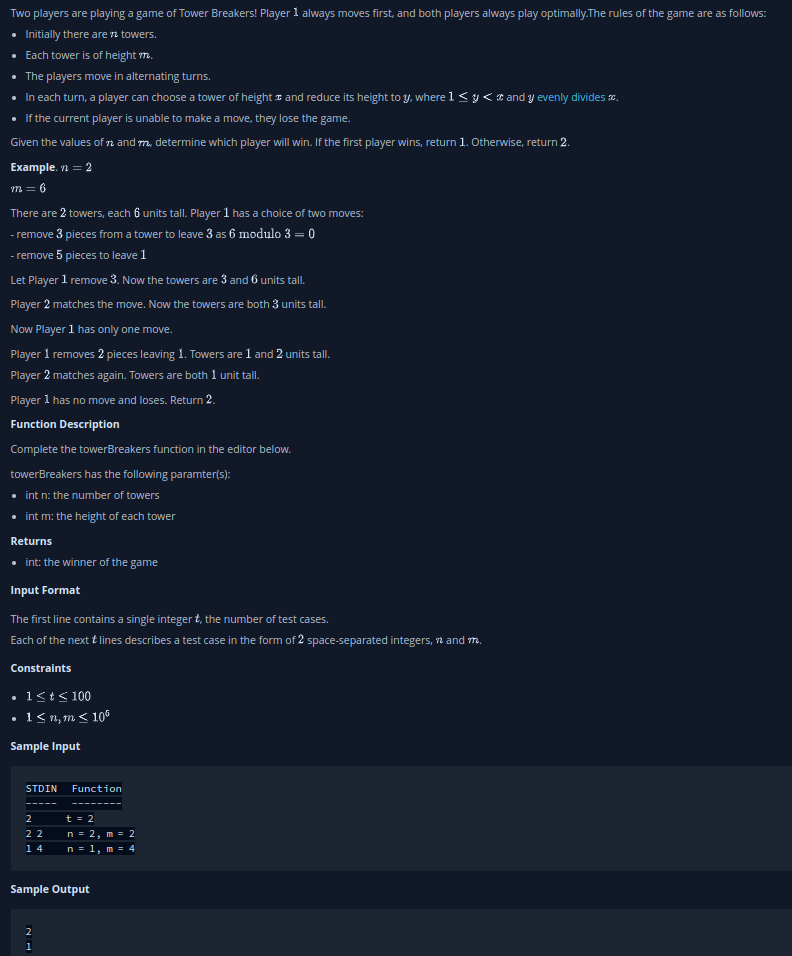 Two players are playing a game of Tower Breakers! Player 1 always moves first, and both players always play optimally.The rules of the game are as follows:
• Initially there are n towers.
• Each tower is of height m.
• The players move in alternating turns.
• In each turn, a player can choose a tower of height x and reduce its height to y, where 1 ≤ y < x and y evenly divides x.
• If the current player is unable to make a move, they lose the game.
Given the values of n and m, determine which player will win. If the first player wins, return 1. Otherwise, return 2.
Example. n = 2
m = 6
There are 2 towers, each 6 units tall. Player 1 has a choice of two moves:
- remove 3 pieces from a tower to leave 3 as 6 modulo 3 = 0
- remove 5 pieces to leave 1
Let Player 1 remove 3. Now the towers are 3 and 6 units tall.
Player 2 matches the move. Now the towers are both 3 units tall.
Now Player 1 has only one move.
Player 1 removes 2 pieces leaving 1. Towers are 1 and 2 units tall.
Player 2 matches again. Towers are both 1 unit tall.
Player 1 has no move and loses. Return 2.
Function Description
Complete the towerBreakers function in the editor below.
towerBreakers has the following paramter(s):
• int n: the number of towers
• int m: the height of each tower
Returns
• int: the winner of the game
Input Format
The first line contains a single integer t, the number of test cases.
Each of the next t lines describes a test case in the form of 2 space-separated integers, n and m.
Constraints
• 1 ≤ t ≤ 100
• 1 ≤ n, m ≤ 10⁶
Sample Input
STDIN Function
----- --------
2 t = 2
2 2 n = 2, m = 2
1 4 n = 1, m = 4
Sample Output
2
1